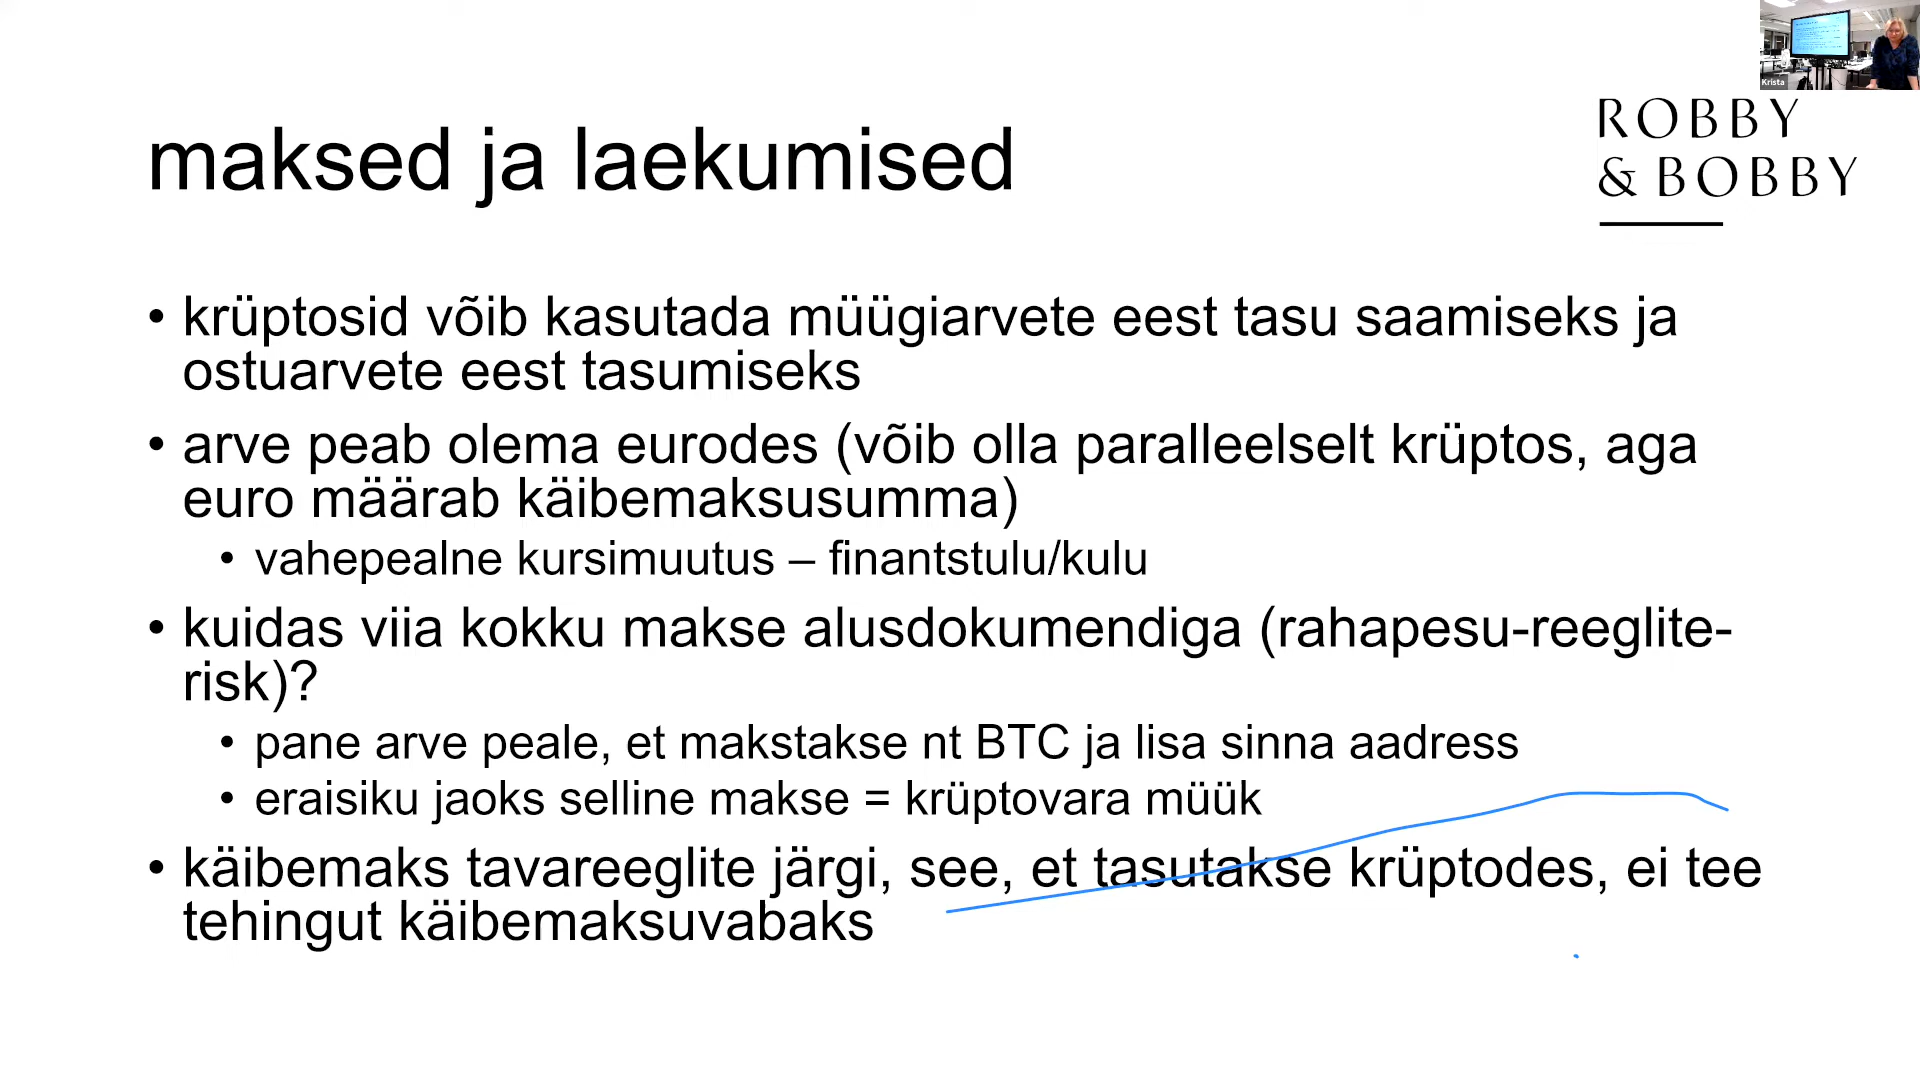 Krista
ROBBY
& BOBBY
maksed ja laekumised
• krüptosid võib kasutada müügiarvete eest tasu saamiseks ja
ostuarvete eest tasumiseks
• arve peab olema eurodes (võib olla paralleelselt krüptos, aga
euro määrab käibemaksusumma)
• vahepealne kursimuutus – finantstulu/kulu
• kuidas viia kokku makse alusdokumendiga (rahapesu-reeglite-
risk)?
• pane arve peale, et makstakse nt BTC ja lisa sinna aadress
• eraisiku jaoks selline makse = krüptovara müük
• käibemaks tavareeglite järgi, see, et tasutakse krüptodes, ei tee
tehingut käibemaksuvabaks